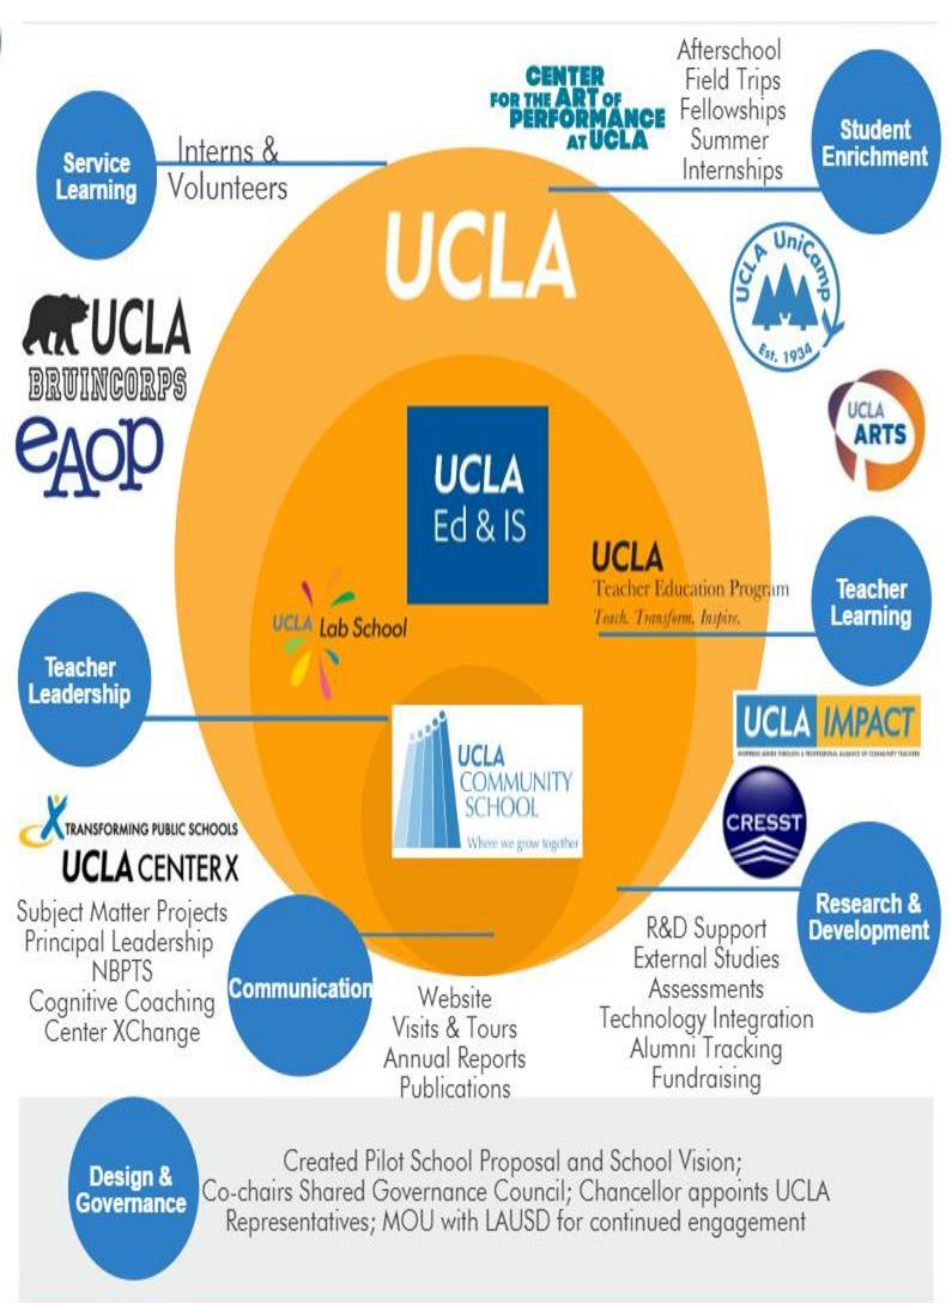 CENTER
FOR THE ART OF
PERFORMANCE
AT UCLA
Afterschool
Field Trips
Fellowships
Summer
Internships
Student
Enrichment
Service
Learning
Interns &
Volunteers
UCLA
UCLA UniCamp
Est. 1934
UCLA
BRUINCORPS
eAOP
UCLA
ARTS
UCLA
Ed & IS
UCLA
Teacher Education Program
Teach. Transform. Inspire.
Teacher
Learning
UCLA Lab School
Teacher
Leadership
UCLA
COMMUNITY
SCHOOL
Where we grow together
UCLA IMPACT
CRESST
X TRANSFORMING PUBLIC SCHOOLS
UCLA CENTER X
Subject Matter Projects
Principal Leadership
NBPTS
Cognitive Coaching
Center XChange
Communication
Website
Visits & Tours
Annual Reports
Publications
R&D Support
External Studies
Assessments
Technology Integration
Alumni Tracking
Fundraising
Research &
Development
Design &
Governance
Created Pilot School Proposal and School Vision;
Co-chairs Shared Governance Council; Chancellor appoints UCLA
Representatives; MOU with LAUSD for continued engagement